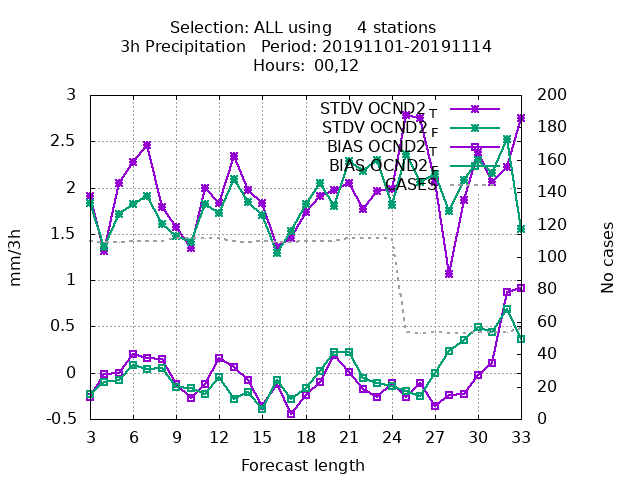 Selection: ALL using 4 stations
3h Precipitation Period: 20191101-20191114
Hours: 00,12
STDV OCND2 T
STDV OCND2 F
BIAS OCND2 T
BIAS OCND2 F
CASES
3
2.5
2
1.5
1
0.5
0
-0.5
200
180
160
140
120
100
80
60
40
20
0
mm/3h
No cases
3 6 9 12 15 18 21 24 27 30 33
Forecast length